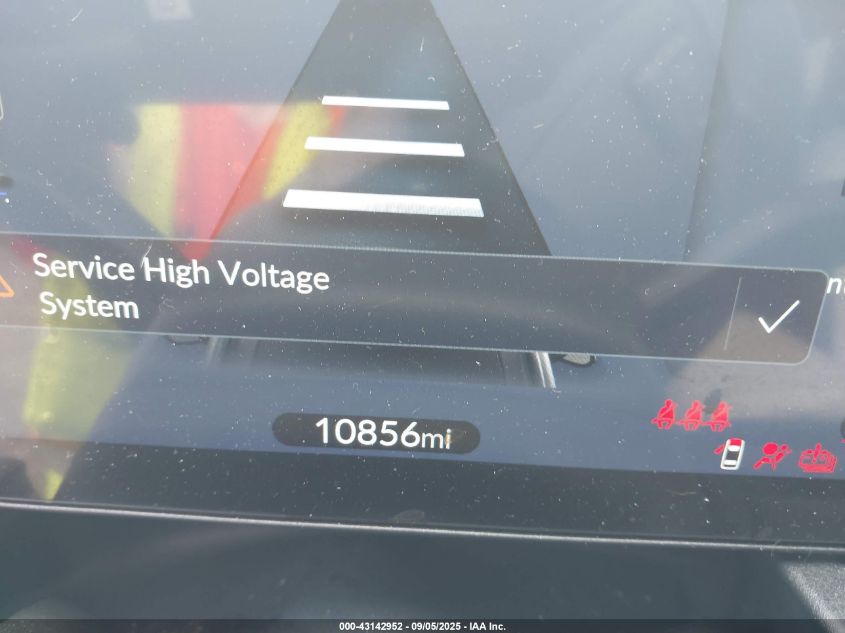 Service High Voltage
System
10856mi
000-43142952 - 09/05/2025 - IAA Inc.